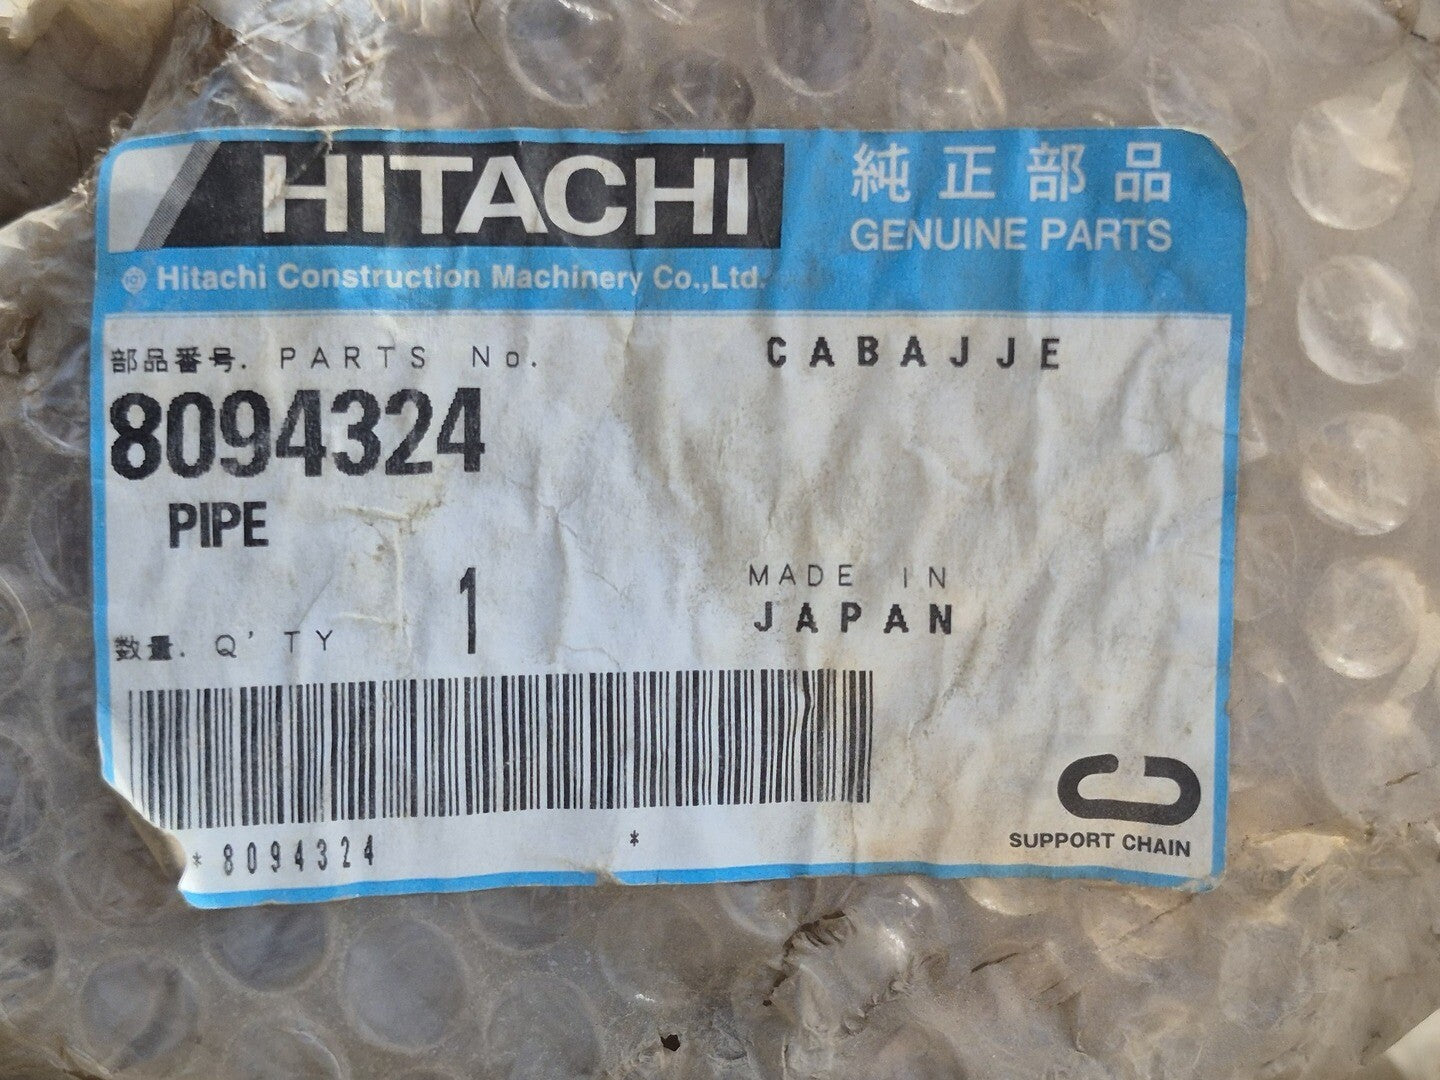 HITACHI
純正部品
GENUINE PARTS
Hitachi Construction Machinery Co.,Ltd.
部品番号. PARTS No.
CABAJJE
8094324
PIPE
MADE IN
JAPAN
数量. Q'TY 1
*8094324 *
SUPPORT CHAIN